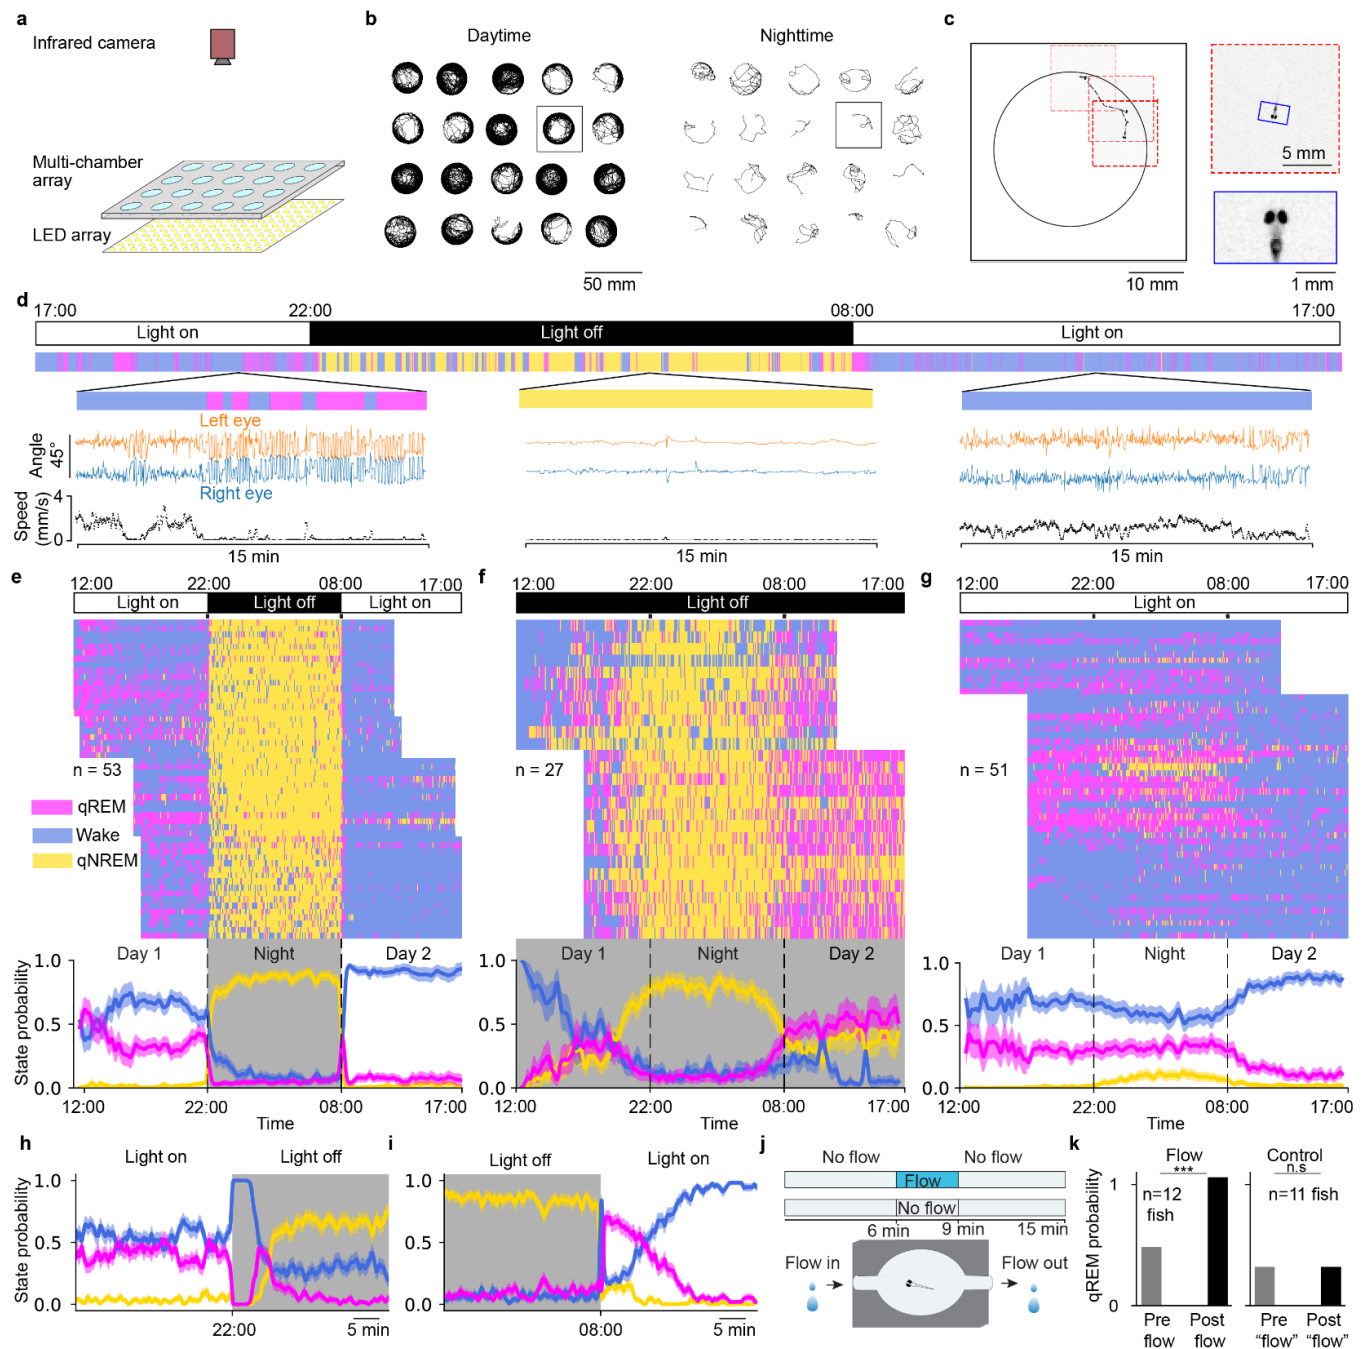 a
Infrared camera
Multi-chamber
array
LED array
b
Daytime
Nighttime
50 mm
c
5 mm
10 mm
1 mm
d
17:00
22:00
08:00
17:00
Light on
Light off
Light on
Left eye
Angle
45°
Right eye
Speed
(mm/s)
4
0
15 min
15 min
15 min
e
12:00
22:00
08:00
17:00
Light on
Light off
Light on
n = 53
qREM
Wake
qNREM
Day 1
Night
Day 2
State probability
1.0
0.5
0.0
12:00
22:00
08:00
17:00
Time
f
12:00
22:00
08:00
17:00
Light off
n = 27
Day 1
Night
Day 2
1.0
0.5
0.0
12:00
22:00
08:00
17:00
Time
g
12:00
22:00
08:00
17:00
Light on
n = 51
Day 1
Night
Day 2
1.0
0.5
0.0
12:00
22:00
08:00
17:00
Time
h
Light on
Light off
State probability
1.0
0.5
0.0
22:00
5 min
i
Light off
Light on
1.0
0.5
0.0
08:00
5 min
j
No flow
No flow
Flow
No flow
6 min
9 min
15 min
Flow in
Flow out
k
Flow
***
n=12
fish
qREM probability
1
0
Pre
flow
Post
flow
Control
n.s
n=11 fish
1
0
Pre
“flow”
Post
“flow”